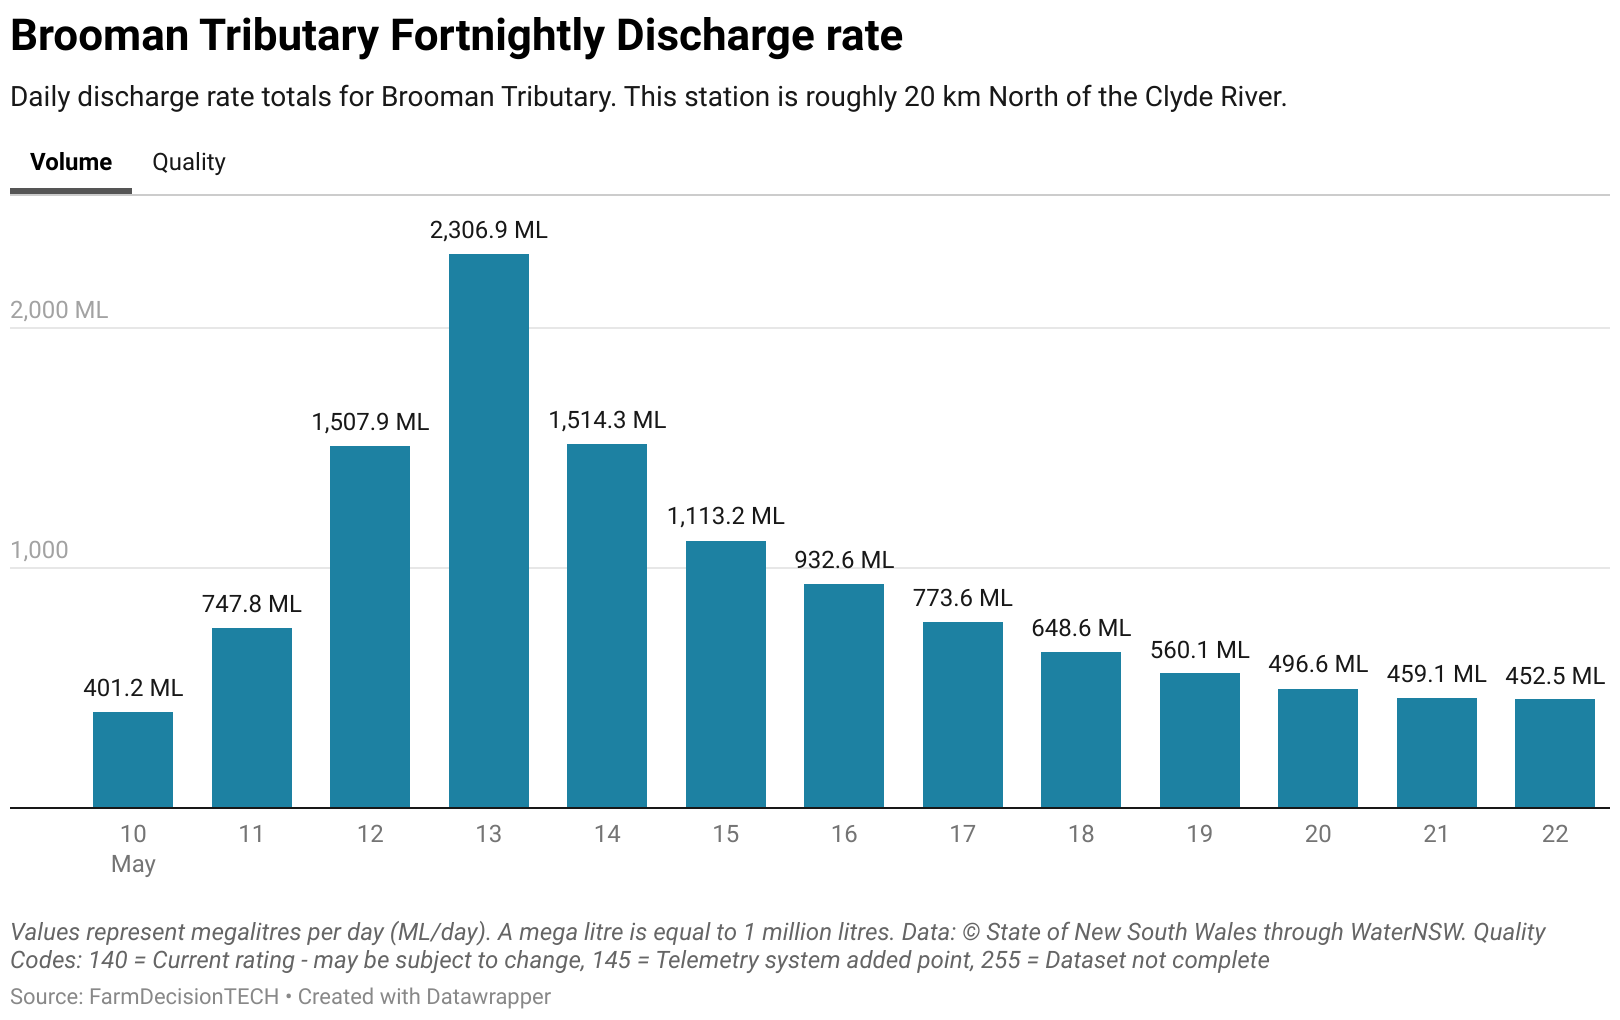 Brooman Tributary Fortnightly Discharge rate
Daily discharge rate totals for Brooman Tributary. This station is roughly 20 km North of the Clyde River.
Volume Quality
2,306.9 ML
2,000 ML
1,507.9 ML 1,514.3 ML
1,113.2 ML
1,000
932.6 ML
747.8 ML
773.6 ML
648.6 ML
560.1 ML
496.6 ML
459.1 ML
452.5 ML
401.2 ML
10 11 12 13 14 15 16 17 18 19 20 21 22
May
Values represent megalitres per day (ML/day). A mega litre is equal to 1 million litres. Data: © State of New South Wales through WaterNSW. Quality
Codes: 140 = Current rating - may be subject to change, 145 = Telemetry system added point, 255 = Dataset not complete
Source: FarmDecisionTECH • Created with Datawrapper